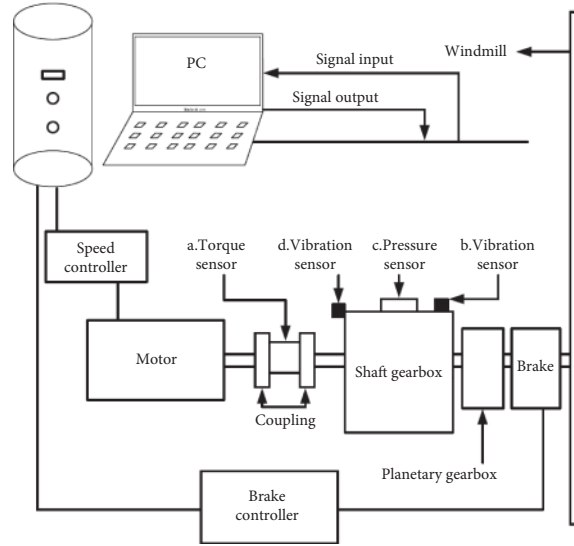 PC
Signal input
Signal output
Windmill
Speed
controller
a.Torque
sensor
d.Vibration
sensor
c.Pressure
sensor
b.Vibration
sensor
Motor
Shaft gearbox
Brake
Coupling
Planetary gearbox
Brake
controller